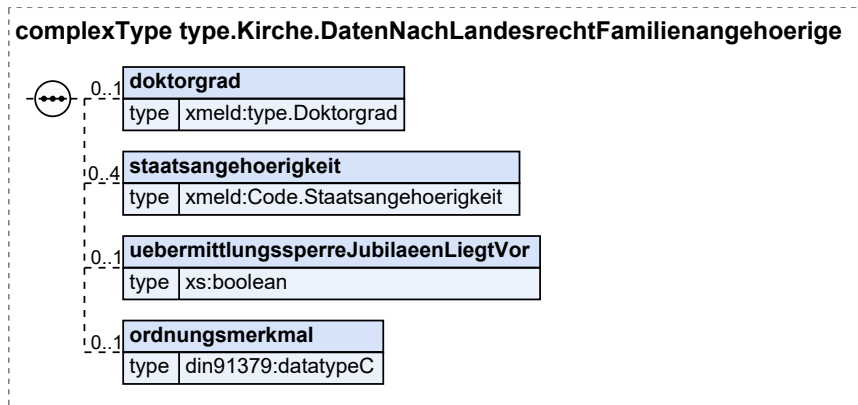 complexType type.Kirche.DatenNachLandesrechtFamilienangehoerige
0..1 doktorgrad
type xmeld:type.Doktorgrad
0..4 staatsangehoerigkeit
type xmeld:Code.Staatsangehoerigkeit
0..1 uebermittlungssperreJubilaeenLiegtVor
type xs:boolean
0..1 ordnungsmerkmal
type din91379:datatypeC